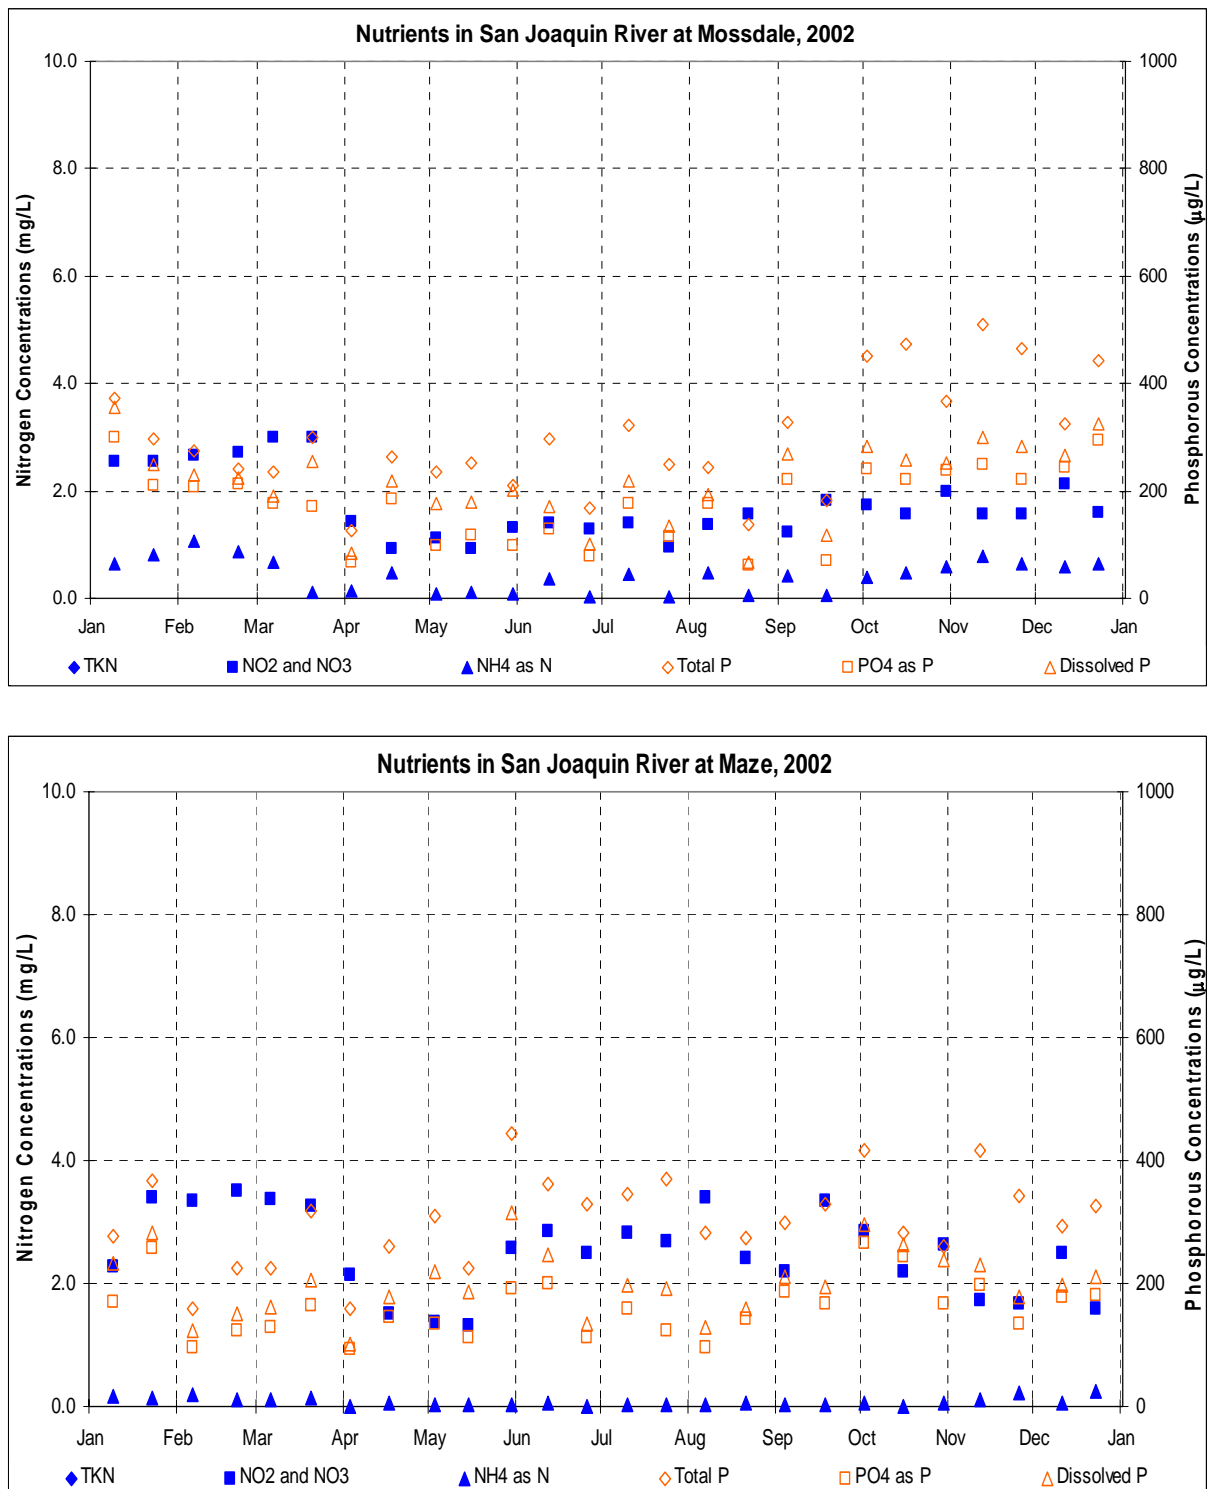 Nutrients in San Joaquin River at Mossdale, 2002
10.0
8.0
6.0
4.0
2.0
0.0
Nitrogen Concentrations (mg/L)
1000
800
600
400
200
0
Phosphorous Concentrations (µg/L)
Jan Feb Mar Apr May Jun Jul Aug Sep Oct Nov Dec Jan
TKN NO2 and NO3 NH4 as N Total P PO4 as P Dissolved P
Nutrients in San Joaquin River at Maze, 2002
10.0
8.0
6.0
4.0
2.0
0.0
Nitrogen Concentrations (mg/L)
1000
800
600
400
200
0
Phosphorous Concentrations (µg/L)
Jan Feb Mar Apr May Jun Jul Aug Sep Oct Nov Dec Jan
TKN NO2 and NO3 NH4 as N Total P PO4 as P Dissolved P